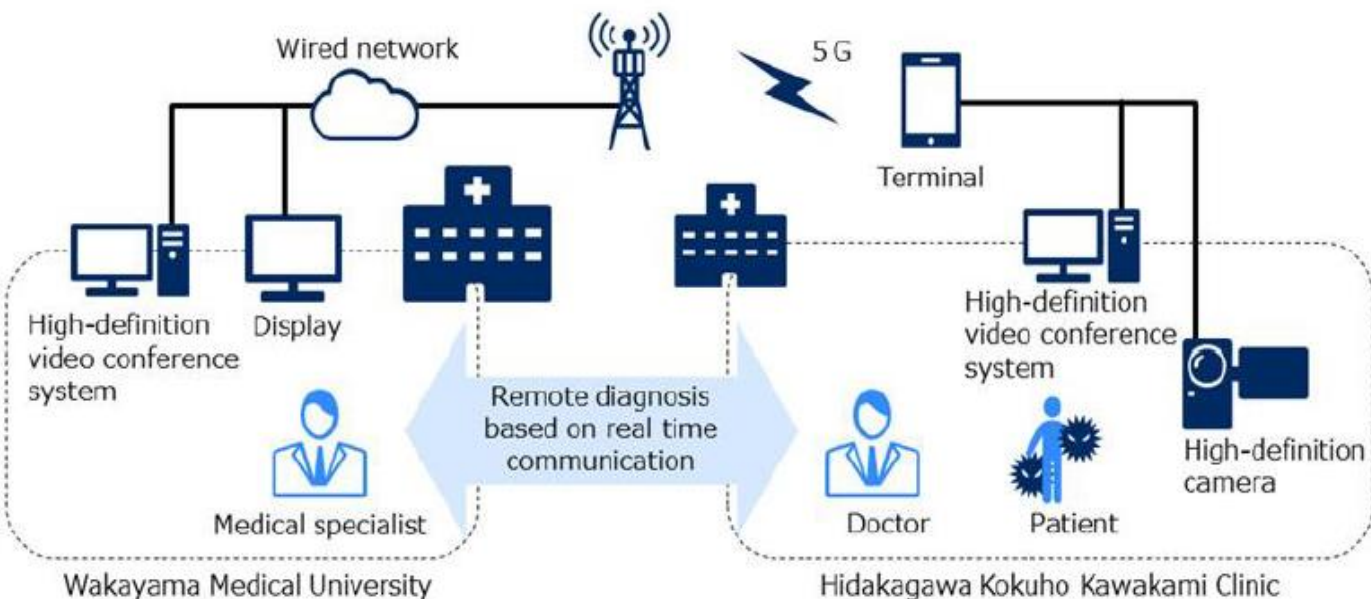 Wired network
5G
Terminal
High-definition
video conference
system
Display
High-definition
video conference
system
Remote diagnosis
based on real time
communication
High-definition
camera
Medical specialist
Doctor
Patient
Wakayama Medical University
Hidakagawa Kokuho Kawakami Clinic